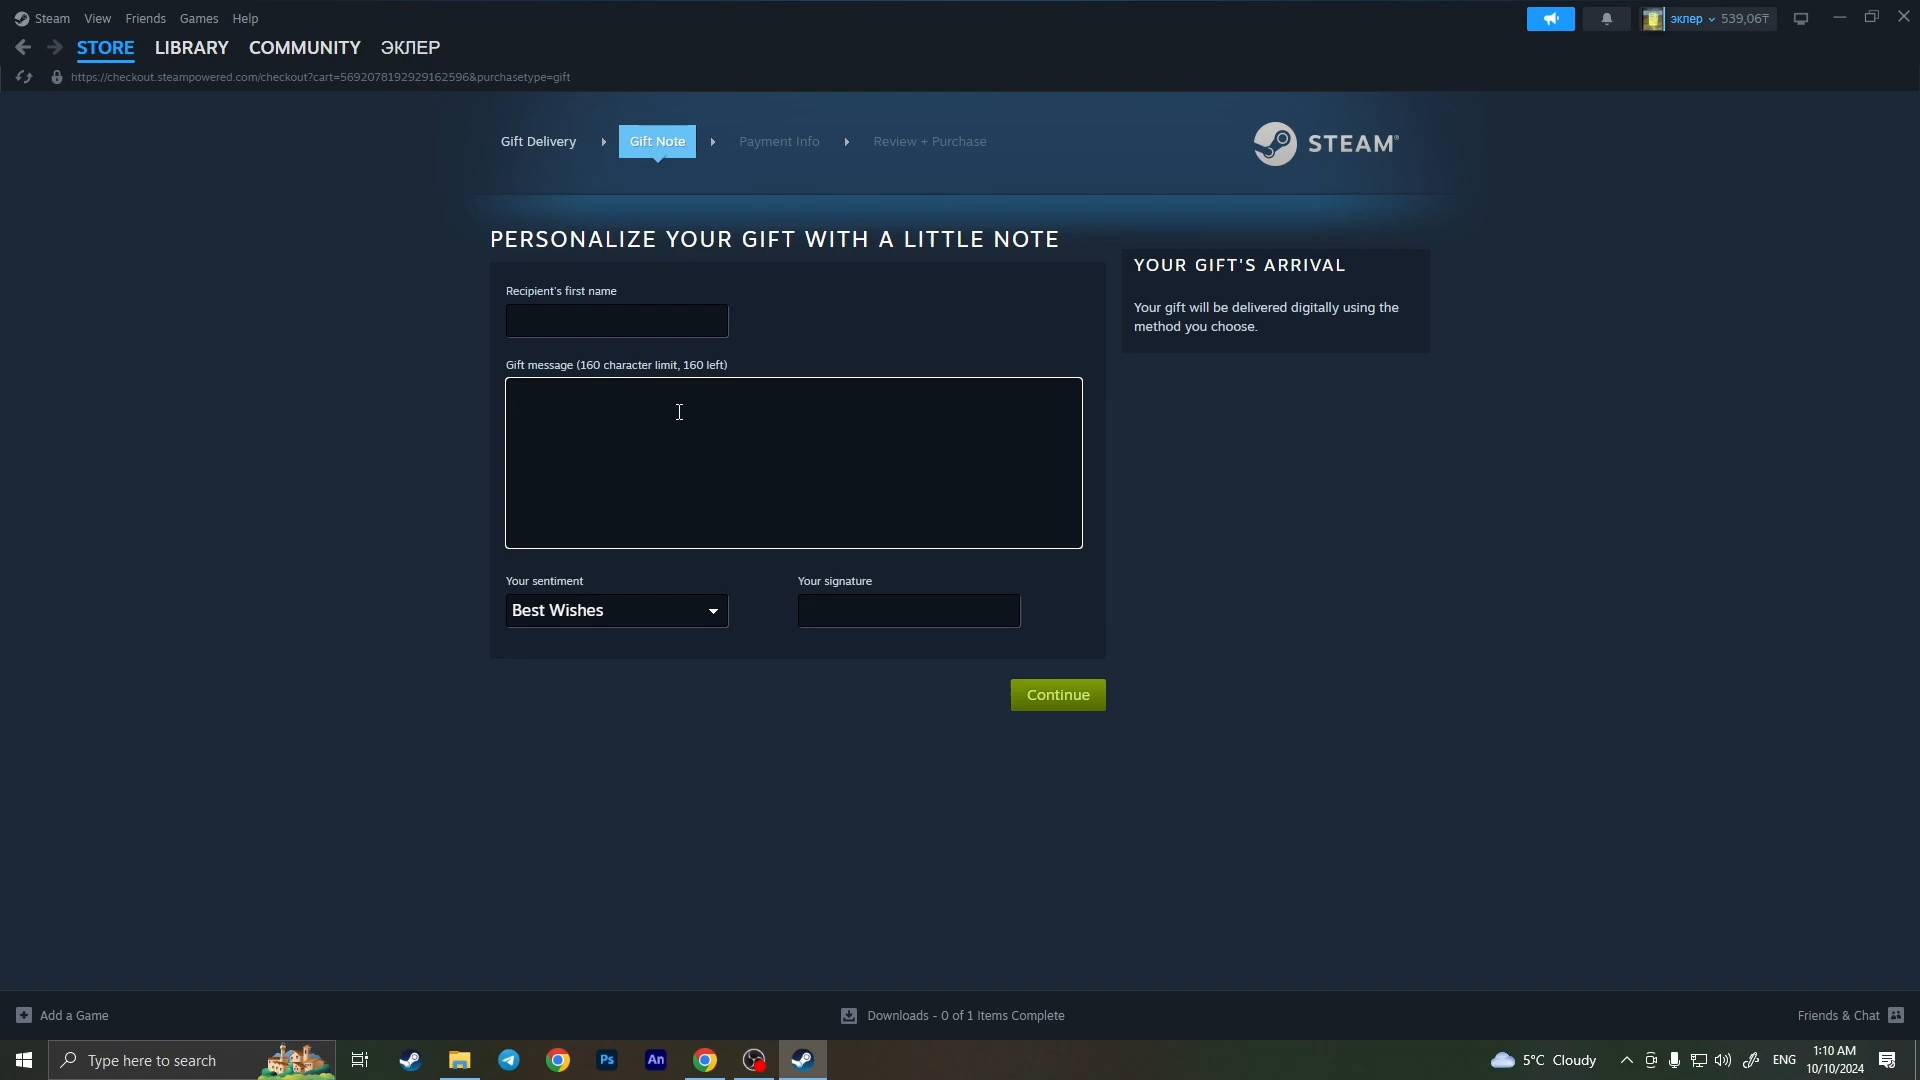 Steam View Friends Games Help
эклер 539,06₸
STORE LIBRARY COMMUNITY ЭКЛЕР
https://checkout.steampowered.com/checkout?cart=5692078192929162596&purchasetype=gift
Gift Delivery Gift Note Payment Info Review + Purchase
STEAM®
PERSONALIZE YOUR GIFT WITH A LITTLE NOTE
Recipient's first name
Gift message (160 character limit, 160 left)
Your sentiment
Best Wishes
Your signature
Continue
YOUR GIFT'S ARRIVAL
Your gift will be delivered digitally using the
method you choose.
Add a Game
Downloads - 0 of 1 Items Complete
Friends & Chat
Type here to search
Ps
An
5°C Cloudy
ENG
1:10 AM
10/10/2024